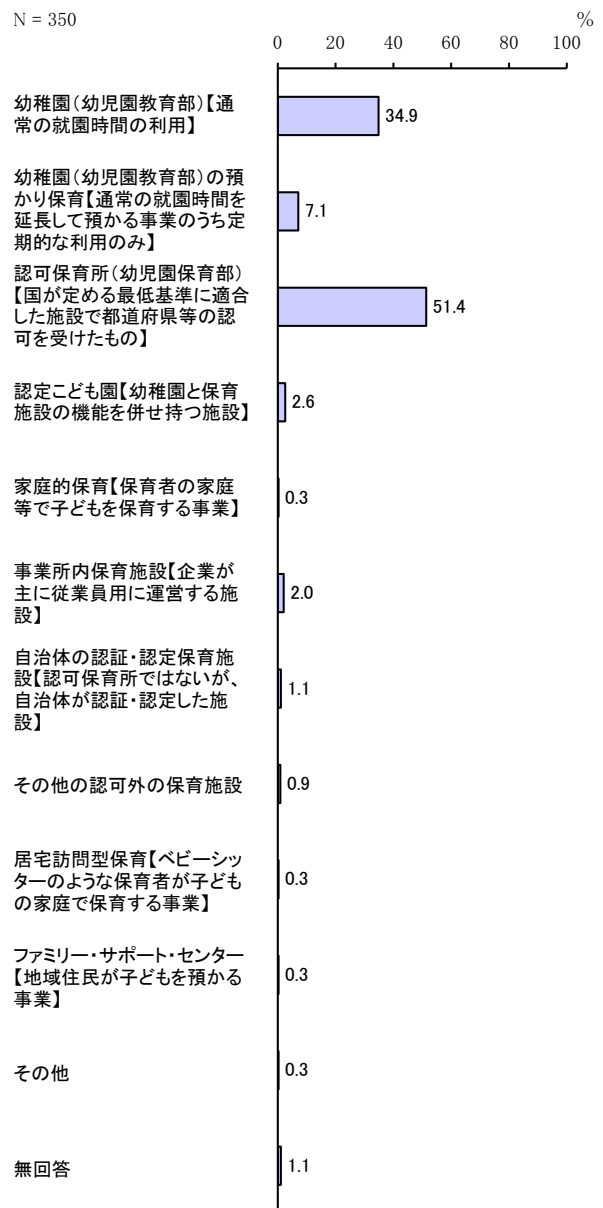 N = 350
%
0 20 40 60 80 100
幼稚園(幼児園教育部)【通
常の就園時間の利用】
34.9
幼稚園(幼児園教育部)の預
かり保育【通常の就園時間を
延長して預かる事業のうち定
期的な利用のみ】
7.1
認可保育所(幼児園保育部)
【国が定める最低基準に適合
した施設で都道府県等の認
可を受けたもの】
51.4
認定こども園【幼稚園と保育
施設の機能を併せ持つ施設】
2.6
家庭的保育【保育者の家庭
等で子どもを保育する事業】
0.3
事業所内保育施設【企業が
主に従業員用に運営する施
設】
2.0
自治体の認証・認定保育施
設【認可保育所ではないが、
自治体が認証・認定した施
設】
1.1
その他の認可外の保育施設
0.9
居宅訪問型保育【ベビーシッ
ターのような保育者が子ども
の家庭で保育する事業】
0.3
ファミリー・サポート・センター
【地域住民が子どもを預かる
事業】
0.3
その他
0.3
無回答
1.1